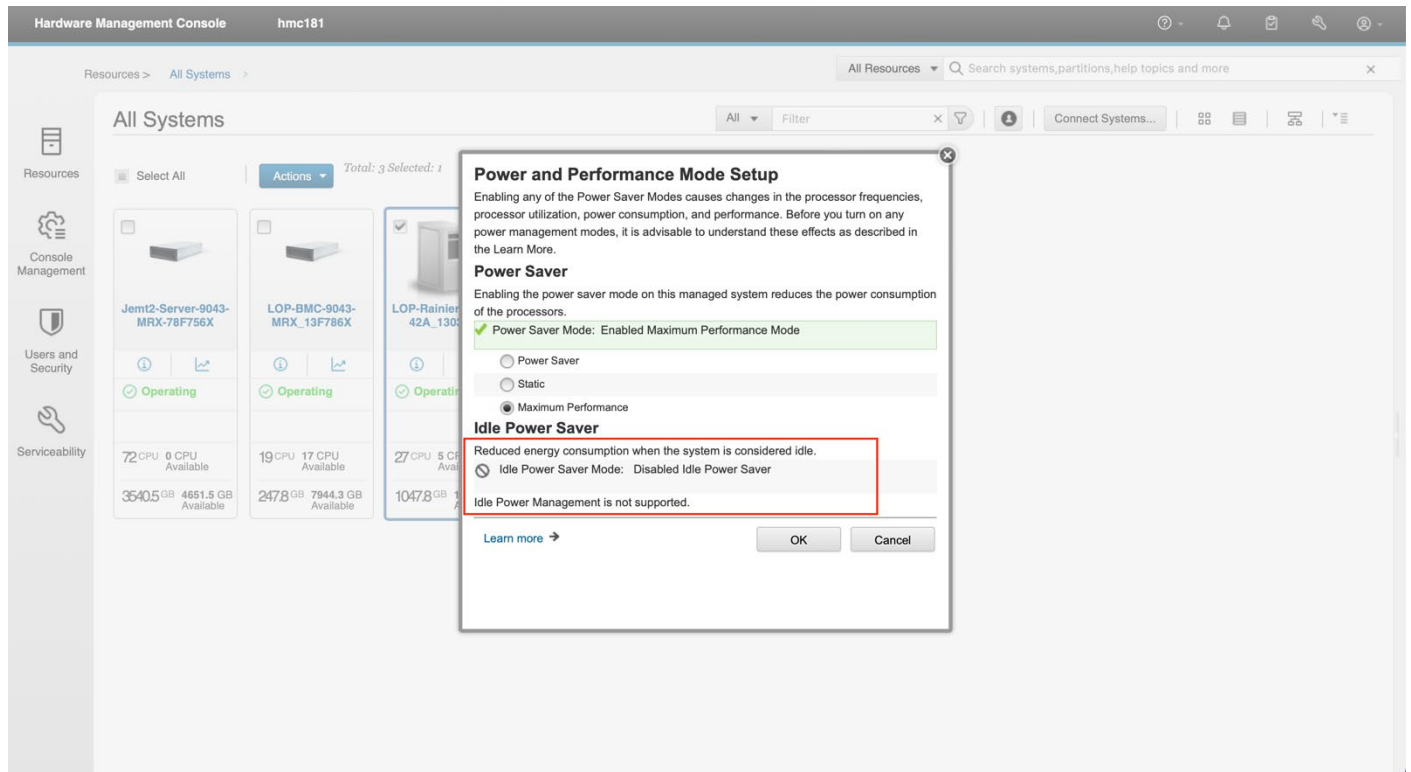 Hardware Management Console hmc181
Resources > All Systems >
All Resources Search systems,partitions,help topics and more
All Systems
All Filter Connect Systems...
Resources
Console
Management
Users and
Security
Serviceability
Select All Actions Total: 3 Selected: 1
Jemt2-Server-9043-
MRX-78F756X
Operating
72 CPU 0 CPU
Available
3540.5 GB 4651.5 GB
Available
LOP-BMC-9043-
MRX_13F786X
Operating
19 CPU 17 CPU
Available
247.8 GB 7944.3 GB
Available
LOP-Rainier
27 CPU
1047.8 GB
Power and Performance Mode Setup
Enabling any of the Power Saver Modes causes changes in the processor frequencies,
processor utilization, power consumption, and performance. Before you turn on any
power management modes, it is advisable to understand these effects as described in
the Learn More.
Power Saver
Enabling the power saver mode on this managed system reduces the power consumption
of the processors.
Power Saver Mode: Enabled Maximum Performance Mode
Power Saver
Static
Maximum Performance
Idle Power Saver
Reduced energy consumption when the system is considered idle.
Idle Power Saver Mode: Disabled Idle Power Saver
Idle Power Management is not supported.
Learn more
OK Cancel